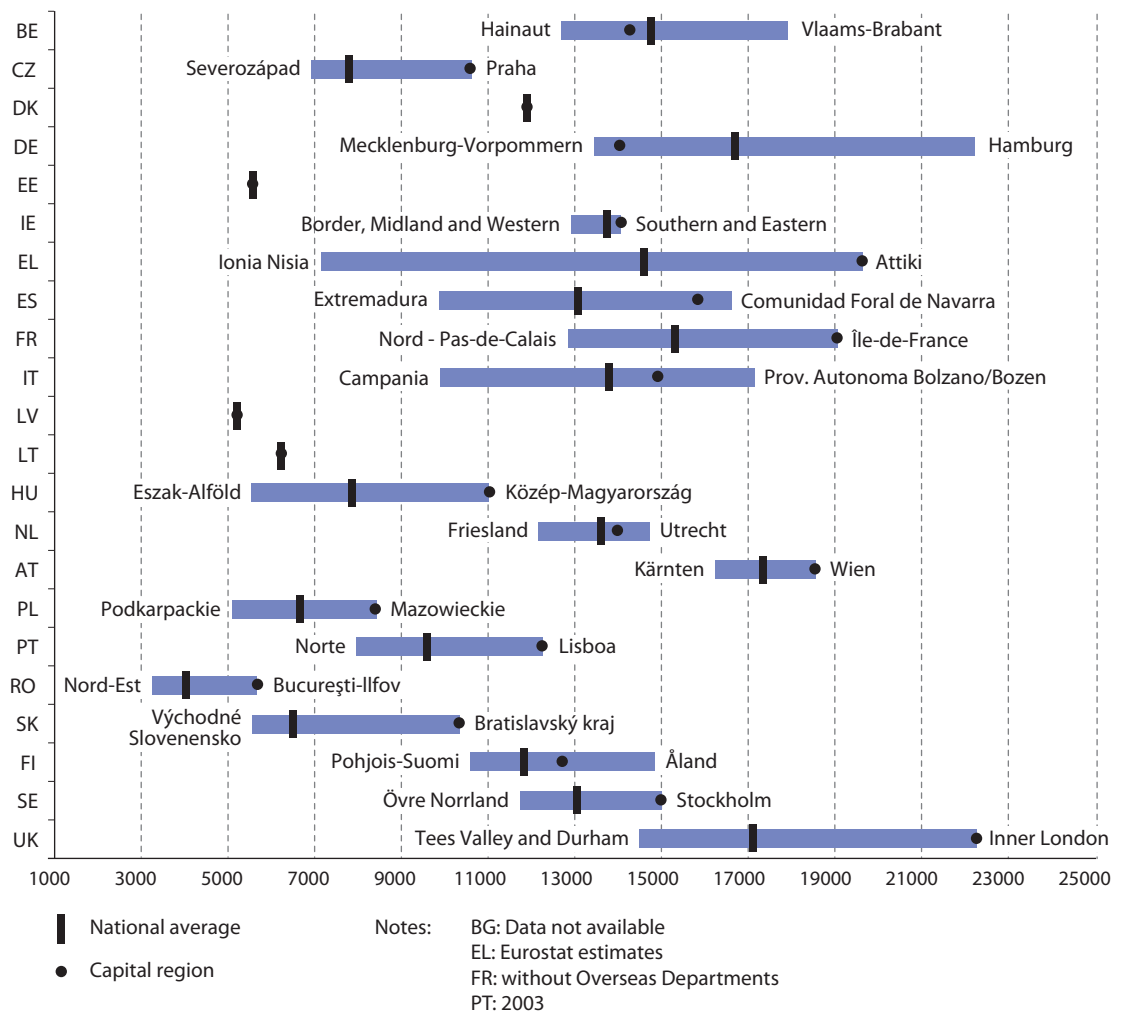 BE Hainaut Vlaams-Brabant
CZ Severozápad Praha
DK
DE Mecklenburg-Vorpommern Hamburg
EE
IE Border, Midland and Western Southern and Eastern
EL Ionia Nisia Attiki
ES Extremadura Comunidad Foral de Navarra
FR Nord - Pas-de-Calais Île-de-France
IT Campania Prov. Autonoma Bolzano/Bozen
LV
LT
HU Eszak-Alföld Közép-Magyarország
NL Friesland Utrecht
AT Kärnten Wien
PL Podkarpackie Mazowieckie
PT Norte Lisboa
RO Nord-Est Bucureşti-Ilfov
SK Východné
Slovenensko Bratislavský kraj
FI Pohjois-Suomi Åland
SE Övre Norrland Stockholm
UK Tees Valley and Durham Inner London
1000 3000 5000 7000 9000 11000 13000 15000 17000 19000 21000 23000 25000
National average
Capital region
Notes: BG: Data not available
EL: Eurostat estimates
FR: without Overseas Departments
PT: 2003